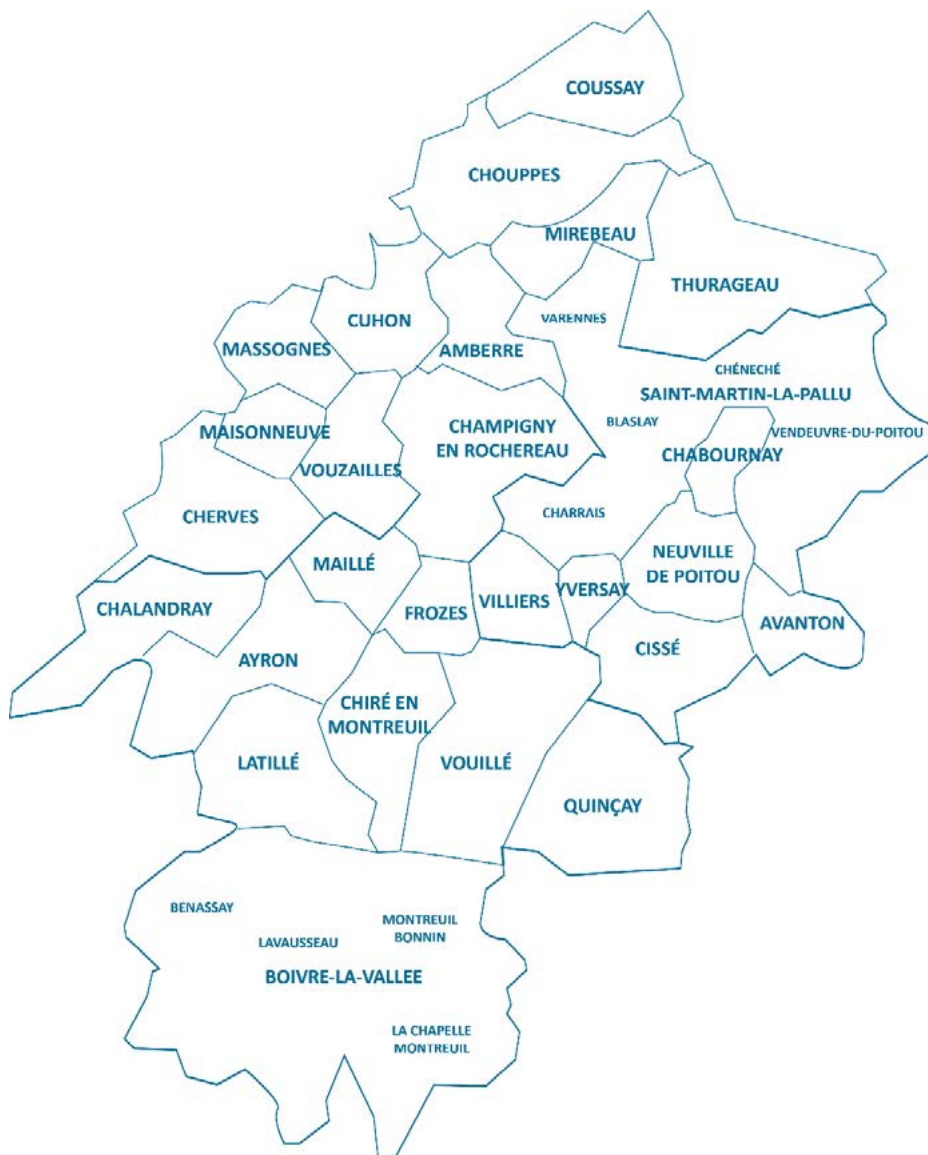 COUSSAY
CHOUPPES
MIREBEAU
THURAGEAU
VARENNES
CUHON
MASSOGNES
AMBERRE
CHÉNECHÉ
SAINT-MARTIN-LA-PALLU
BLASLAY
VENDEUVRE-DU-POITOU
MAISONNEUVE
CHAMPIGNY
EN ROCHEREAU
CHABOURNAY
VOUZAILLES
CHERVES
CHARRAIS
MAILLÉ
NEUVILLE
DE POITOU
CHALANDRAY
FROZES
VILLIERS
YVERSAY
AVANTON
AYRON
CISSÉ
CHIRÉ EN
MONTREUIL
LATILLÉ
VOUILLÉ
QUINÇAY
BENASSAY
MONTREUIL
BONNIN
LAVAUSSEAU
BOIVRE-LA-VALLEE
LA CHAPELLE
MONTREUIL